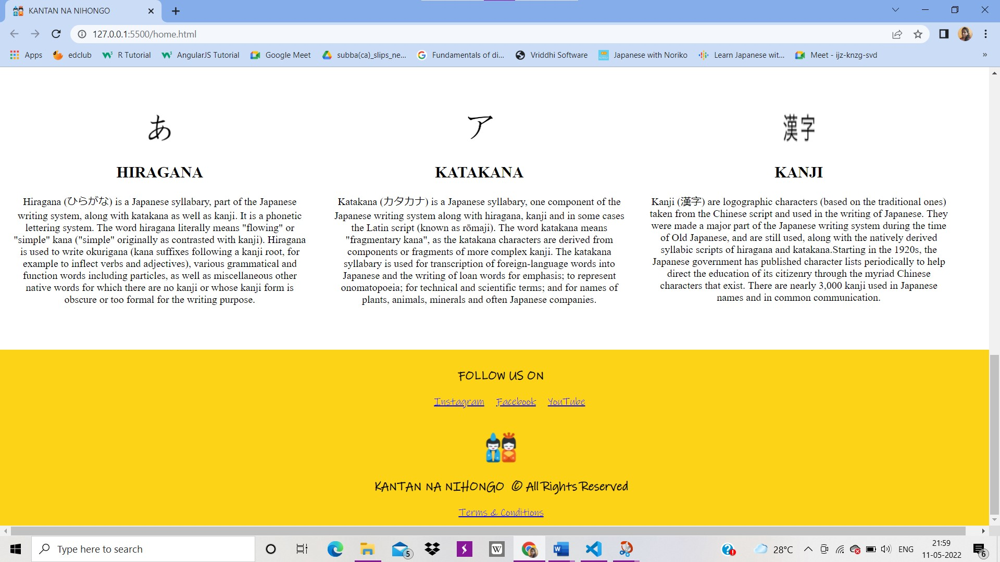 KANTAN NA NIHONGO
127.0.0.1:5500/home.html
Apps edclub R Tutorial AngularJS Tutorial Google Meet subba(ca)_slips_ne... Fundamentals of di... Vriddhi Software Japanese with Noriko Learn Japanese wit... Meet - ijz-knzg-svd »
あ
HIRAGANA
Hiragana (ひらがな) is a Japanese syllabary, part of the Japanese
writing system, along with katakana as well as kanji. It is a phonetic
lettering system. The word hiragana literally means "flowing" or
"simple" kana ("simple" originally as contrasted with kanji). Hiragana
is used to write okurigana (kana suffixes following a kanji root, for
example to inflect verbs and adjectives), various grammatical and
function words including particles, as well as miscellaneous other
native words for which there are no kanji or whose kanji form is
obscure or too formal for the writing purpose.
ア
KATAKANA
Katakana (カタカナ) is a Japanese syllabary, one component of the
Japanese writing system along with hiragana, kanji and in some cases
the Latin script (known as rōmaji). The word katakana means
"fragmentary kana", as the katakana characters are derived from
components or fragments of more complex kanji. The katakana
syllabary is used for transcription of foreign-language words into
Japanese and the writing of loan words for emphasis; to represent
onomatopoeia; for technical and scientific terms; and for names of
plants, animals, minerals and often Japanese companies.
漢字
KANJI
Kanji (漢字) are logographic characters (based on the traditional ones)
taken from the Chinese script and used in the writing of Japanese. They
were made a major part of the Japanese writing system during the time
of Old Japanese, and are still used, along with the natively derived
syllabic scripts of hiragana and katakana.Starting in the 1920s, the
Japanese government has published character lists periodically to help
direct the education of its citizenry through the myriad Chinese
characters that exist. There are nearly 3,000 kanji used in Japanese
names and in common communication.
FOLLOW US ON
Instagram Facebook YouTube
KANTAN NA NIHONGO © All Rights Reserved
Terms & Conditions
Type here to search
5
W
28°C
ENG
21:59
11-05-2022
6